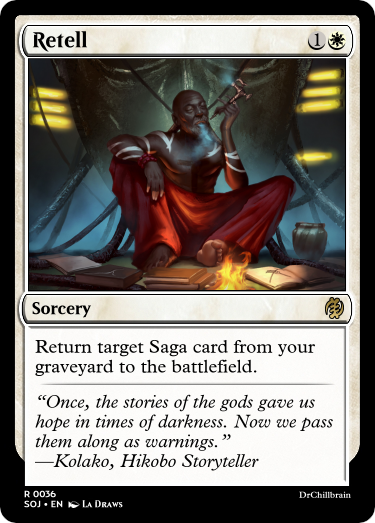 Retell 1
Sorcery
Return target Saga card from your
graveyard to the battlefield.
“Once, the stories of the gods gave us
hope in times of darkness. Now we pass
them along as warnings.”
—Kolako, Hikobo Storyteller
R 0036
SOJ • EN La Draws
DrChillbrain